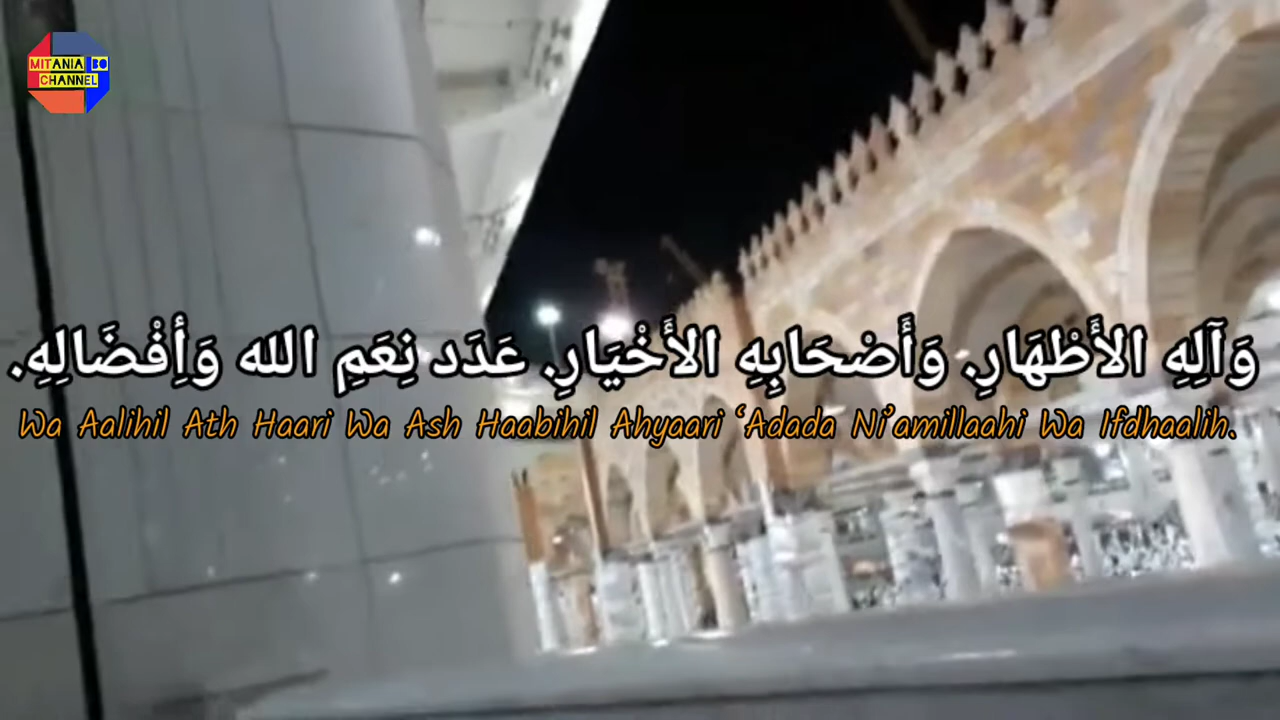 MITANIA BO
CHANNEL
وَآلِهِ الأَطْهَارِ. وَأَصْحَابِهِ الأَخْيَارِ. عَدَد نِعَمِ الله وَأِفْضَالِهِ.
Wa Aalihil Ath Haari Wa Ash Haabihil Ahyaari ‘Adada Ni’amillaahi Wa Ifdhaalih.